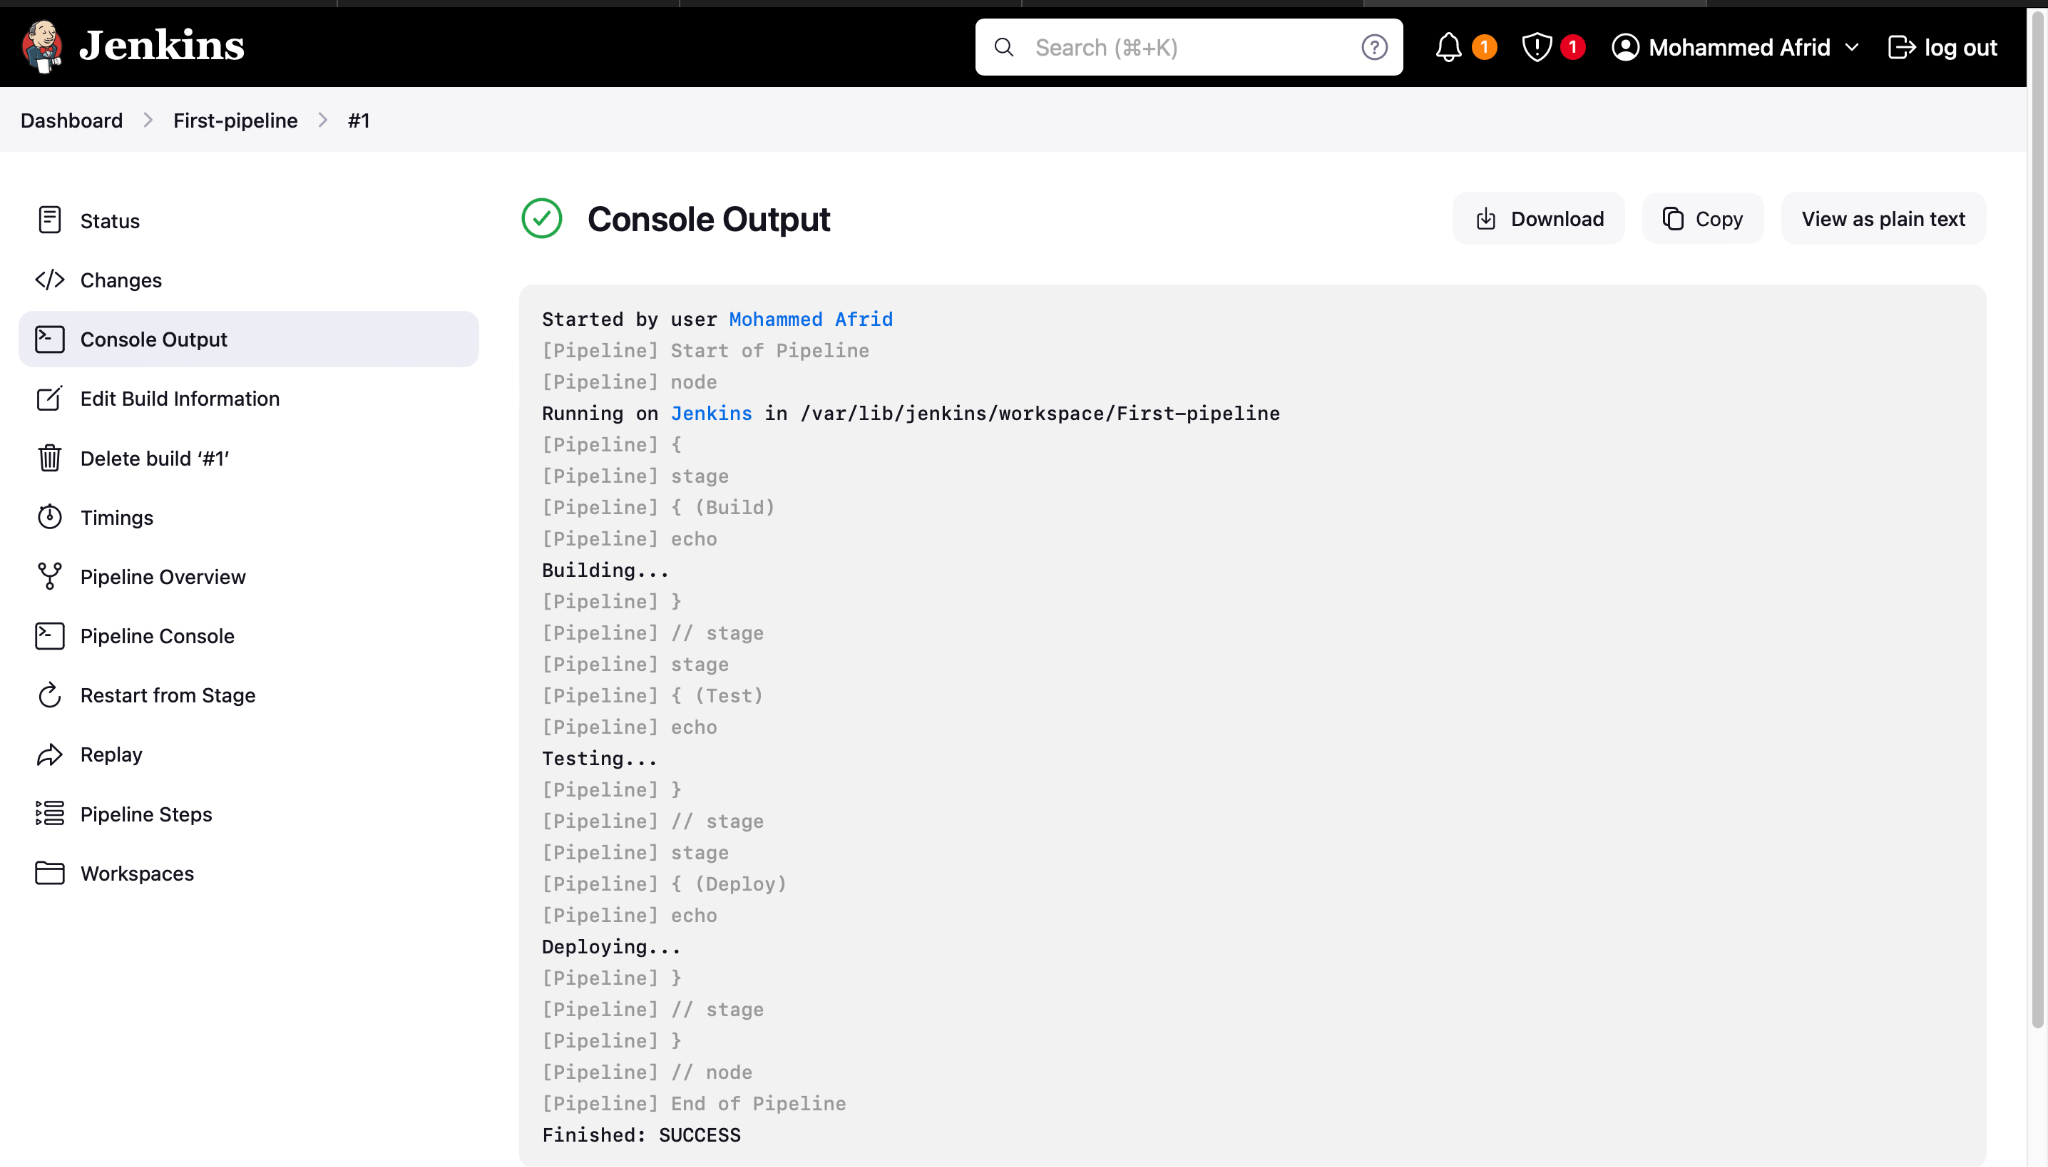 Jenkins
Search (⌘+K)
?
1
1
Mohammed Afrid
log out
Dashboard
First-pipeline
#1
Status
Changes
Console Output
Edit Build Information
Delete build ‘#1’
Timings
Pipeline Overview
Pipeline Console
Restart from Stage
Replay
Pipeline Steps
Workspaces
Console Output
Download
Copy
View as plain text
Started by user Mohammed Afrid
[Pipeline] Start of Pipeline
[Pipeline] node
Running on Jenkins in /var/lib/jenkins/workspace/First-pipeline
[Pipeline] {
[Pipeline] stage
[Pipeline] { (Build)
[Pipeline] echo
Building...
[Pipeline] }
[Pipeline] // stage
[Pipeline] stage
[Pipeline] { (Test)
[Pipeline] echo
Testing...
[Pipeline] }
[Pipeline] // stage
[Pipeline] stage
[Pipeline] { (Deploy)
[Pipeline] echo
Deploying...
[Pipeline] }
[Pipeline] // stage
[Pipeline] }
[Pipeline] // node
[Pipeline] End of Pipeline
Finished: SUCCESS